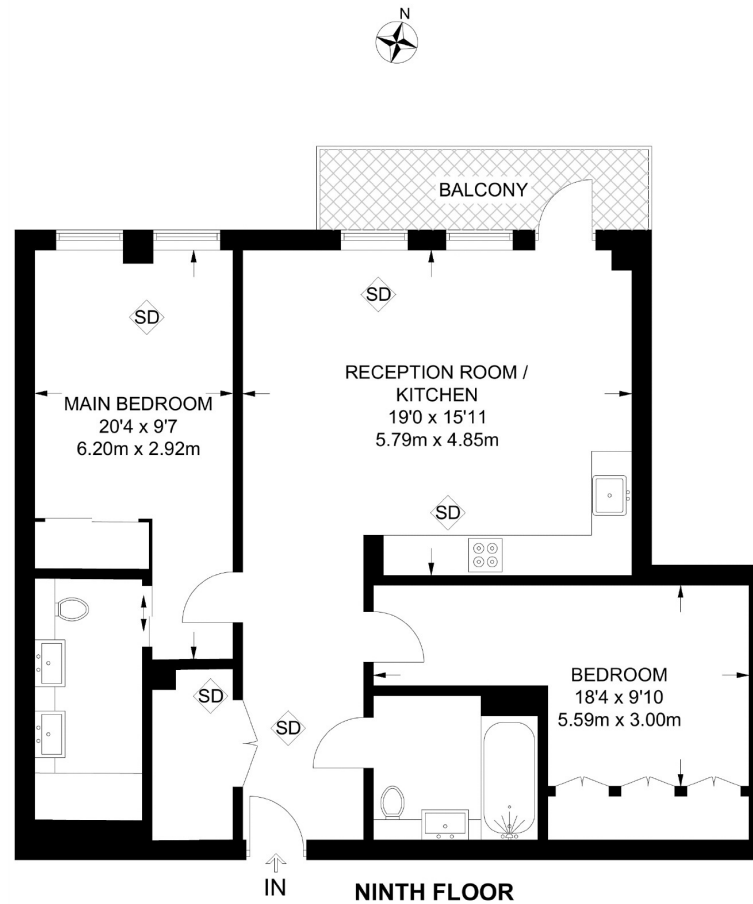 N
BALCONY
SD
SD
MAIN BEDROOM
20'4 x 9'7
6.20m x 2.92m
RECEPTION ROOM /
KITCHEN
19'0 x 15'11
5.79m x 4.85m
SD
BEDROOM
18'4 x 9'10
5.59m x 3.00m
SD
SD
IN
NINTH FLOOR